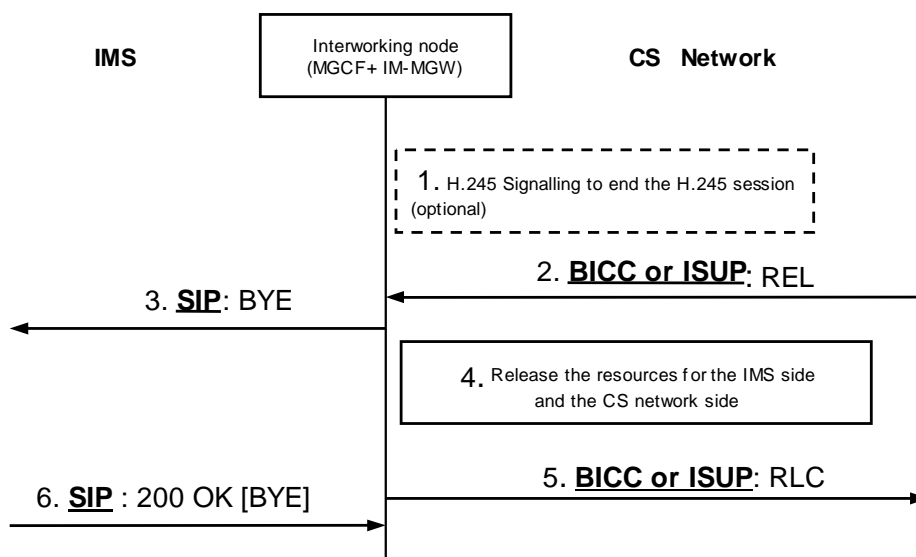 IMS
Interworking node
(MGCF+ IM-MGW)
CS Network
1. H.245 Signalling to end the H.245 session
(optional)
2. BICC or ISUP: REL
3. SIP: BYE
4. Release the resources for the IMS side
and the CS network side
5. BICC or ISUP: RLC
6. SIP : 200 OK [BYE]